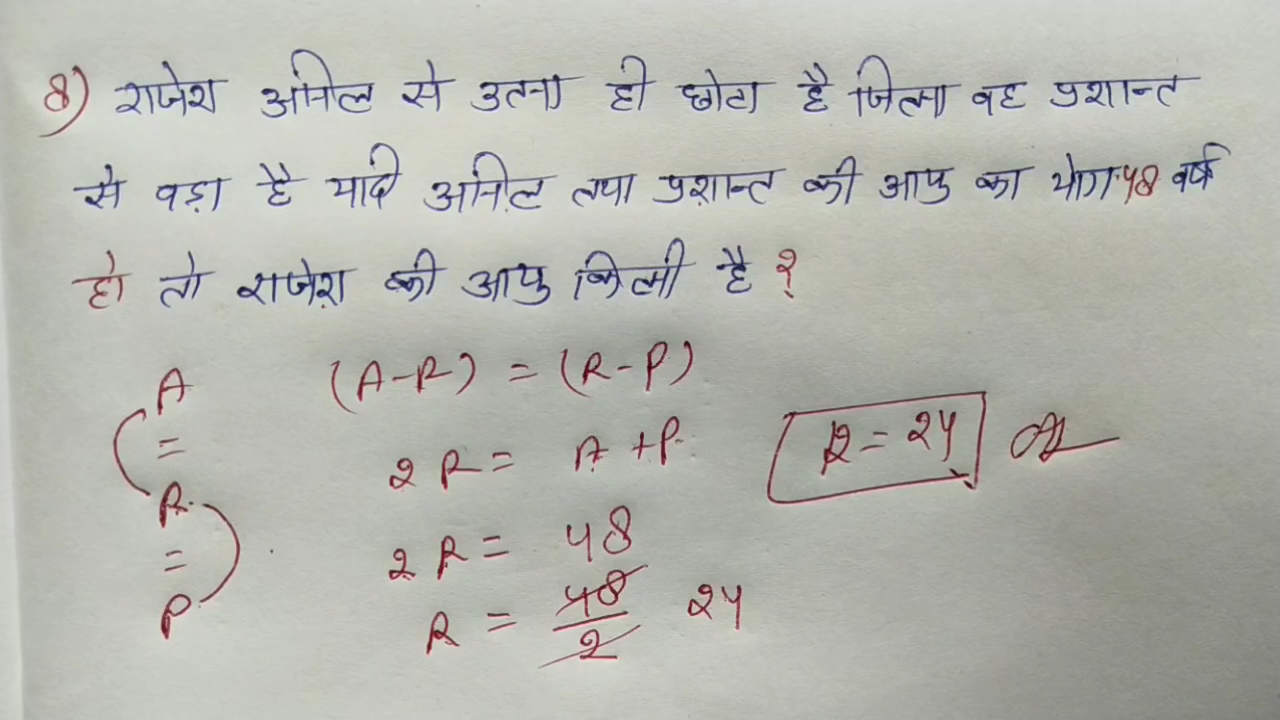 8) राजेश अनिल से उतना ही छोटा है जितना वह प्रशान्त
से बड़ा है यदि अनिल तथा प्रशान्त की आयु का योग 48 वर्ष
हो तो राजेश की आयु कितनी है ?
A
=
R
=
P
(A-R) = (R-P)
2R = A+P
2R = 48
R = 48/2 24
R = 24